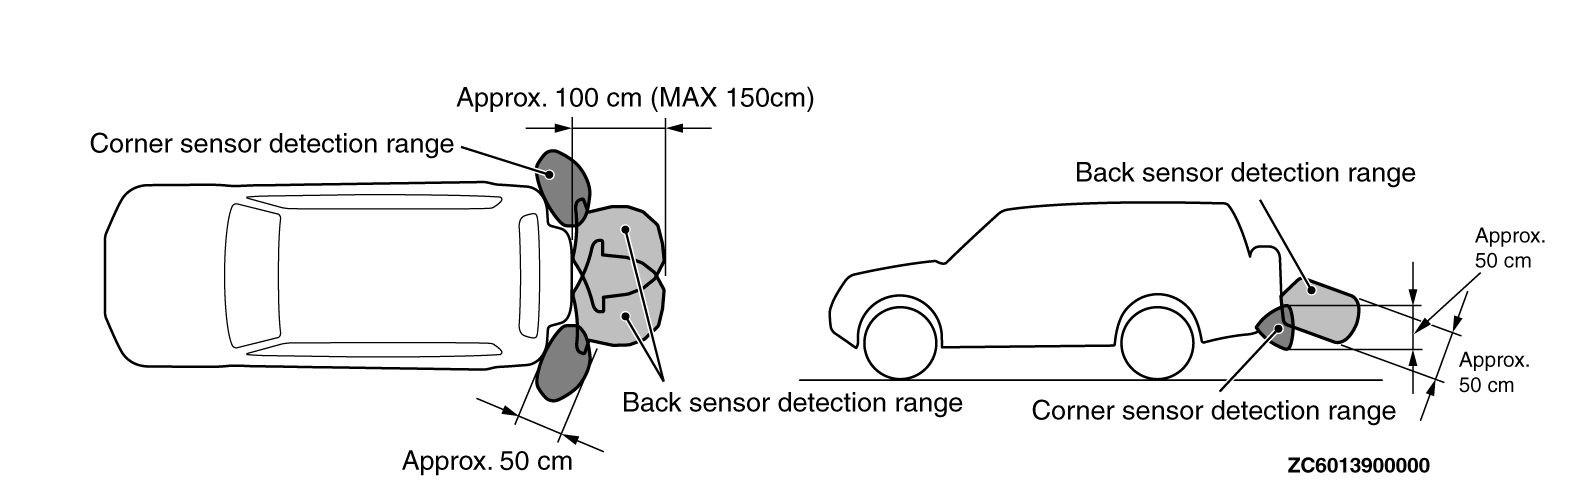 Approx. 100 cm (MAX 150cm)
Corner sensor detection range
Back sensor detection range
Approx. 50 cm
Back sensor detection range
Approx.
50 cm
Approx.
50 cm
Corner sensor detection range
ZC6013900000